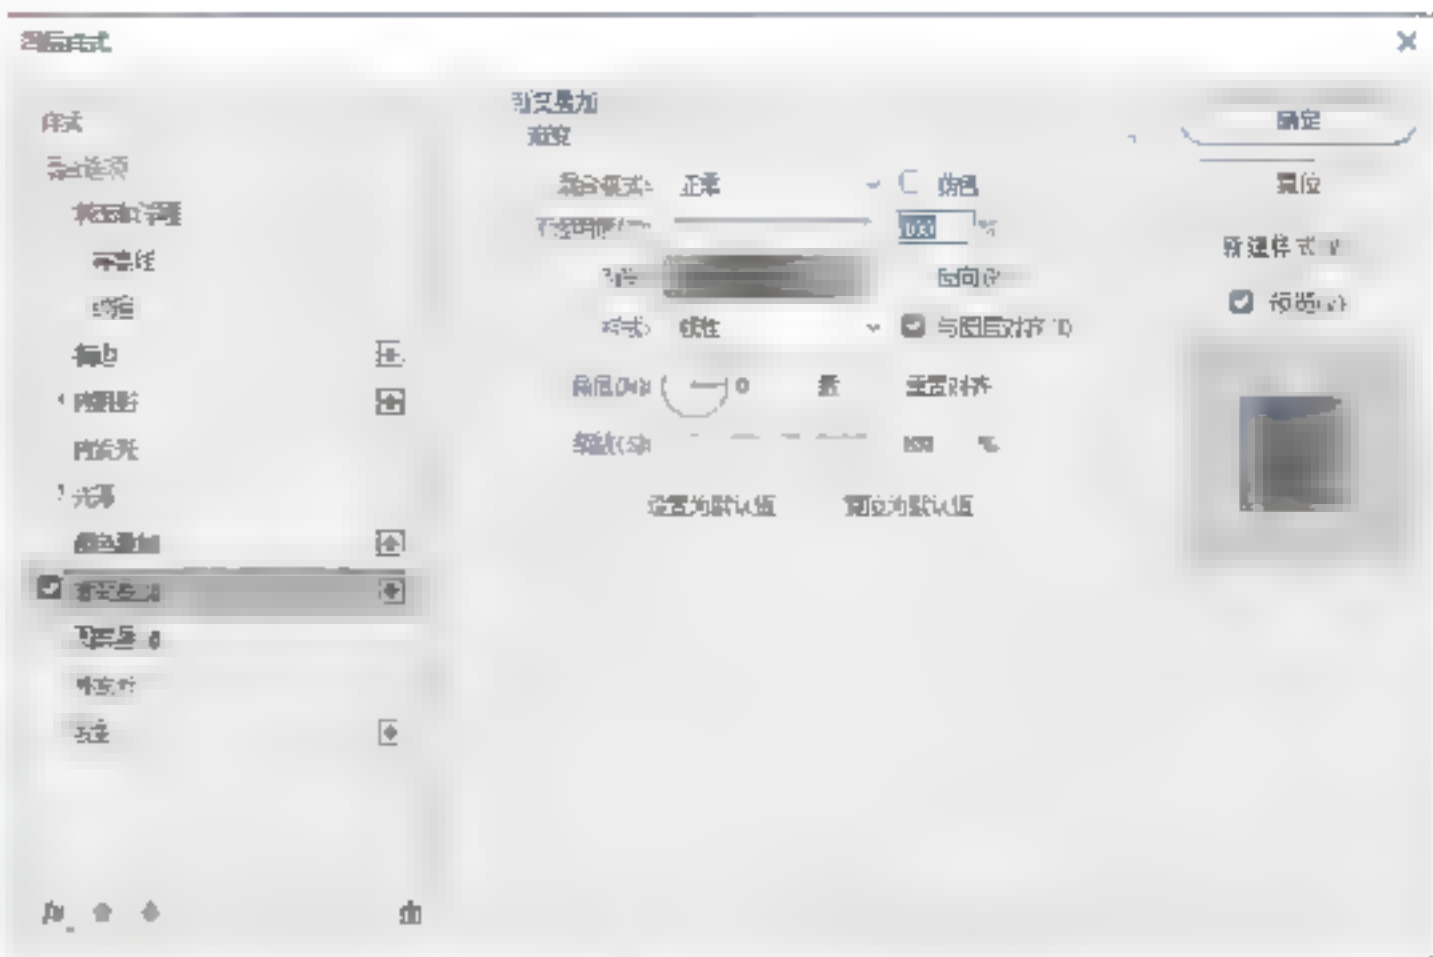 图层样式
样式
混合选项
斜面和浮雕
等高线
纹理
描边
内阴影
内发光
光泽
颜色叠加
渐变叠加
图案叠加
外发光
投影
渐变叠加
渐变
混合模式: 正常 仿色
不透明度 100 %
渐变: 反向
样式: 线性 与图层对齐
角度 0 度 重置对齐
缩放 100 %
设置为默认值 复位为默认值
确定
复位
新建样式
预览